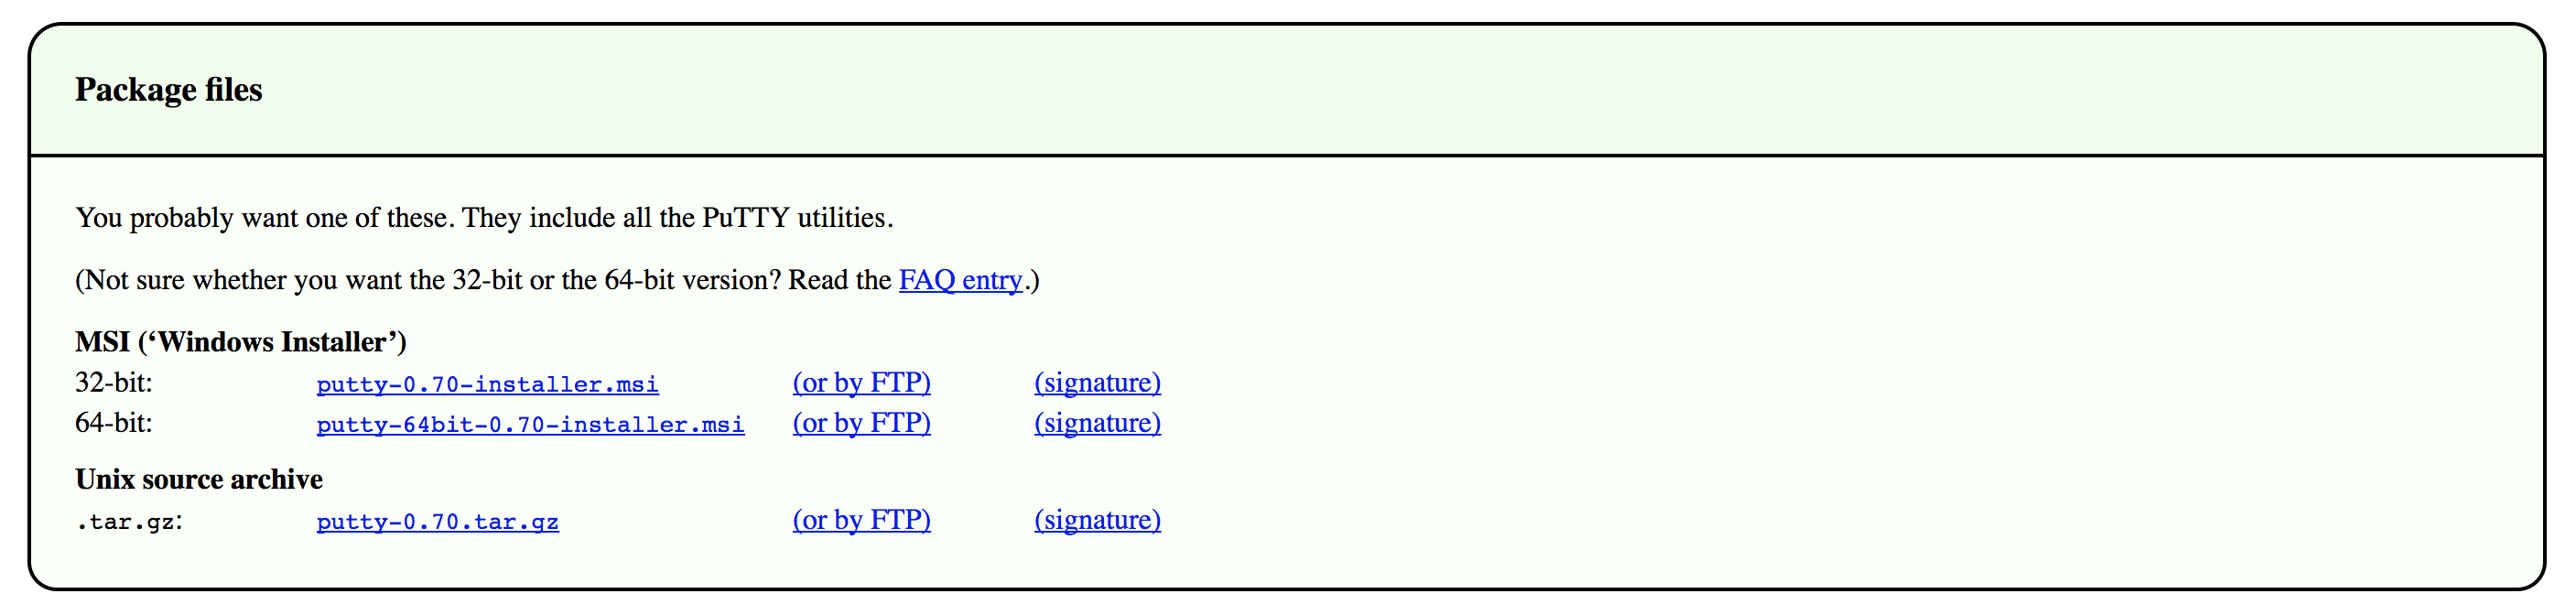 Package files
You probably want one of these. They include all the PuTTY utilities.
(Not sure whether you want the 32-bit or the 64-bit version? Read the FAQ entry.)
MSI (‘Windows Installer’)
32-bit: putty-0.70-installer.msi (or by FTP) (signature)
64-bit: putty-64bit-0.70-installer.msi (or by FTP) (signature)
Unix source archive
.tar.gz: putty-0.70.tar.gz (or by FTP) (signature)